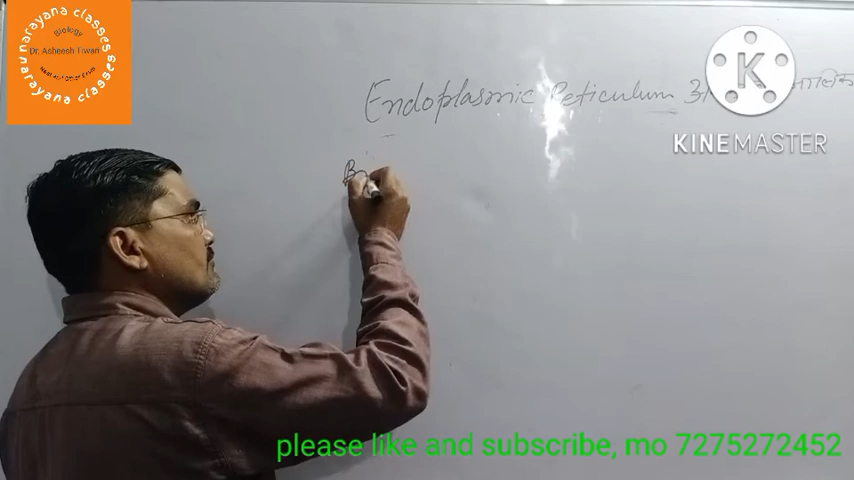 narayana classes
Biology
Dr. Asheesh Tiwari
narayana classes
Endoplasmic Reticulum
K
KINEMASTER
B
please like and subscribe, mo 7275272452